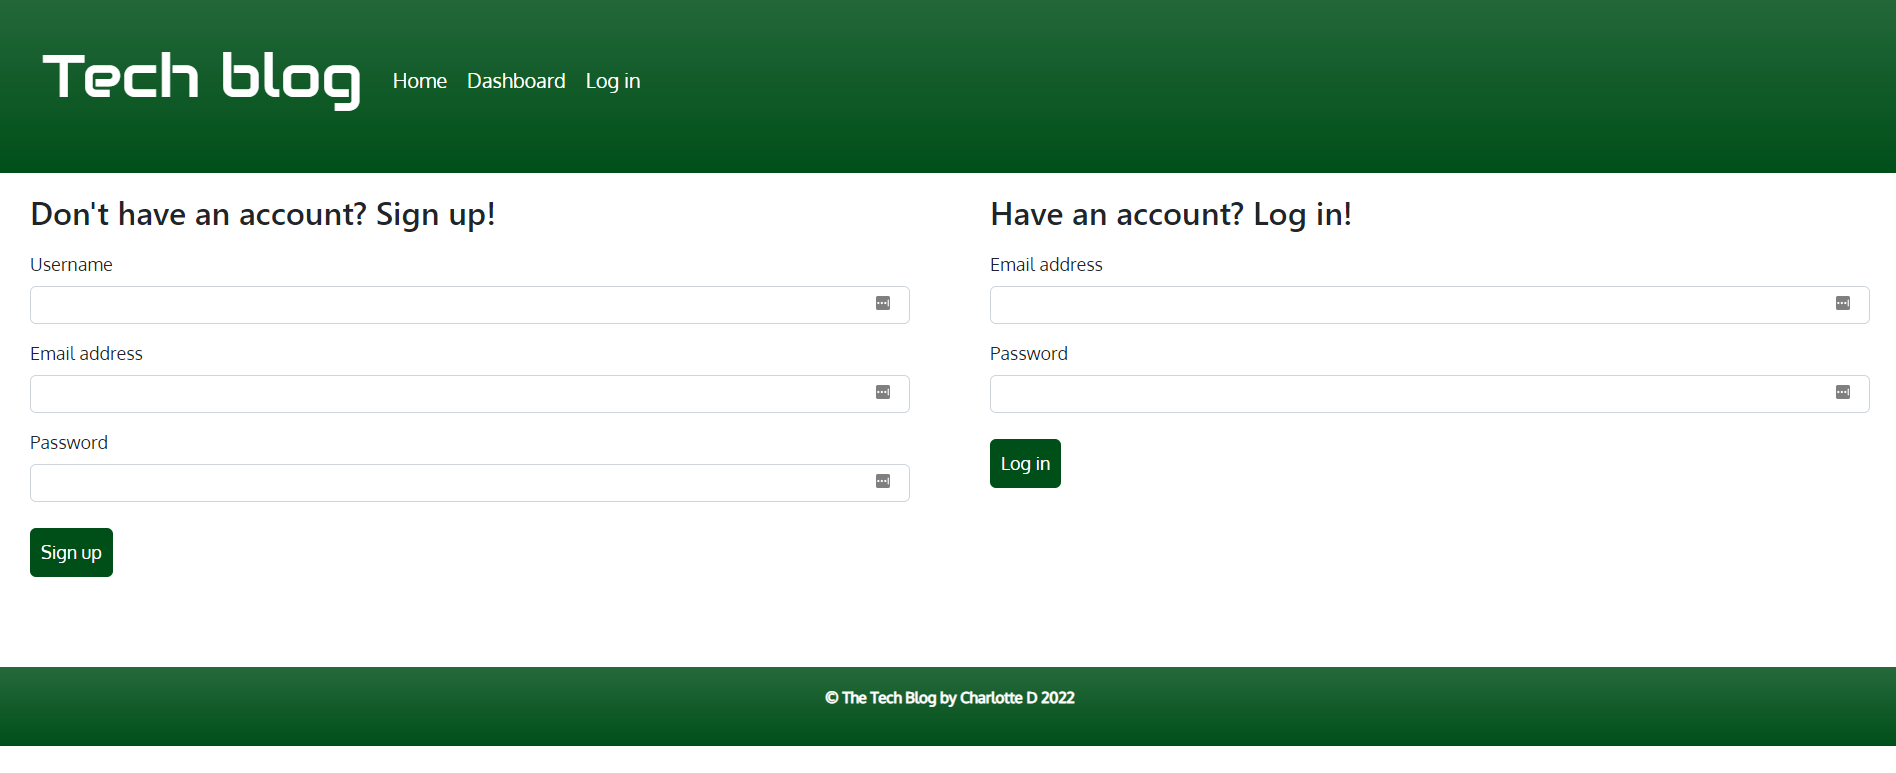 Tech blog
Home Dashboard Log in
Don't have an account? Sign up!
Username
Email address
Password
Sign up
Have an account? Log in!
Email address
Password
Log in
© The Tech Blog by Charlotte D 2022